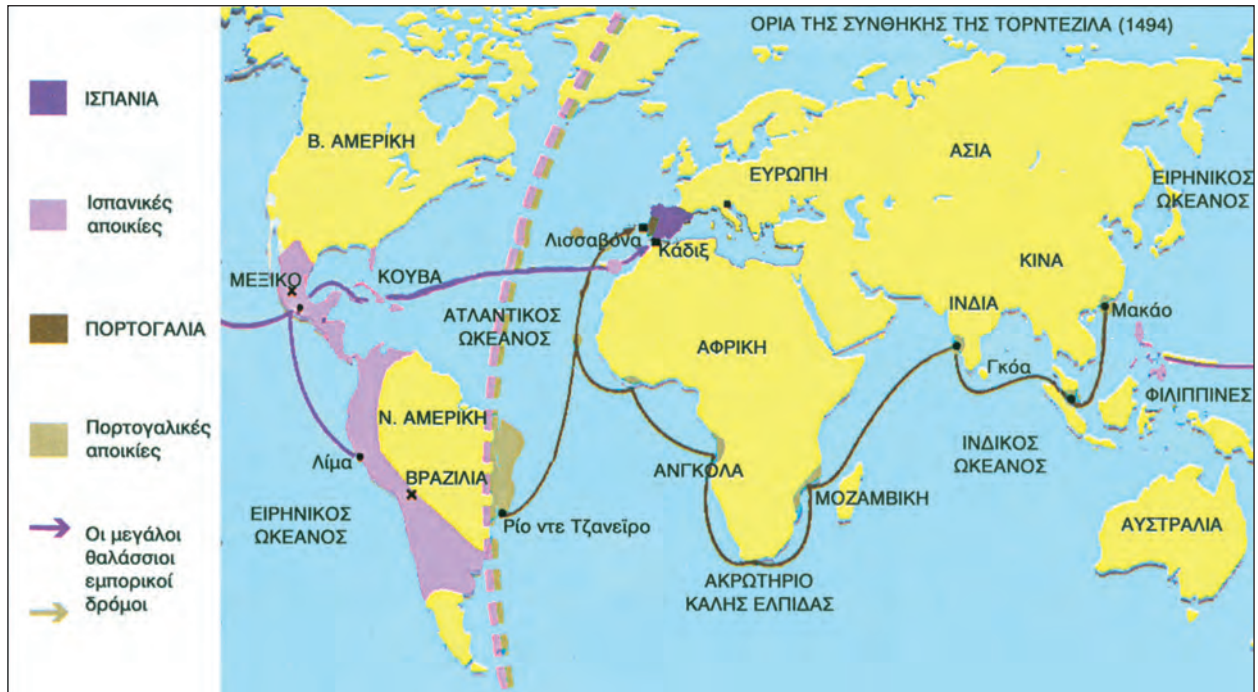 ΟΡΙΑ ΤΗΣ ΣΥΝΘΗΚΗΣ ΤΗΣ ΤΟΡΝΤΕΖΙΛΑ (1494)
ΙΣΠΑΝΙΑ
Ισπανικές
αποικίες
ΠΟΡΤΟΓΑΛΙΑ
Πορτογαλικές
αποικίες
Οι μεγάλοι
θαλάσσιοι
εμπορικοί
δρόμοι
Β. ΑΜΕΡΙΚΗ
ΜΕΞΙΚΟ
ΚΟΥΒΑ
ΑΤΛΑΝΤΙΚΟΣ
ΩΚΕΑΝΟΣ
Ν. ΑΜΕΡΙΚΗ
Λίμα
ΒΡΑΖΙΛΙΑ
ΕΙΡΗΝΙΚΟΣ
ΩΚΕΑΝΟΣ
Ρίο ντε Τζανεΐρο
ΕΥΡΩΠΗ
Λισσαβόνα
Κάδιξ
ΑΦΡΙΚΗ
ΑΝΓΚΟΛΑ
ΜΟΖΑΜΒΙΚΗ
ΑΚΡΩΤΗΡΙΟ
ΚΑΛΗΣ ΕΛΠΙΔΑΣ
ΑΣΙΑ
ΕΙΡΗΝΙΚΟΣ
ΩΚΕΑΝΟΣ
ΚΙΝΑ
ΙΝΔΙΑ
Μακάο
Γκόα
ΦΙΛΙΠΠΙΝΕΣ
ΙΝΔΙΚΟΣ
ΩΚΕΑΝΟΣ
ΑΥΣΤΡΑΛΙΑ